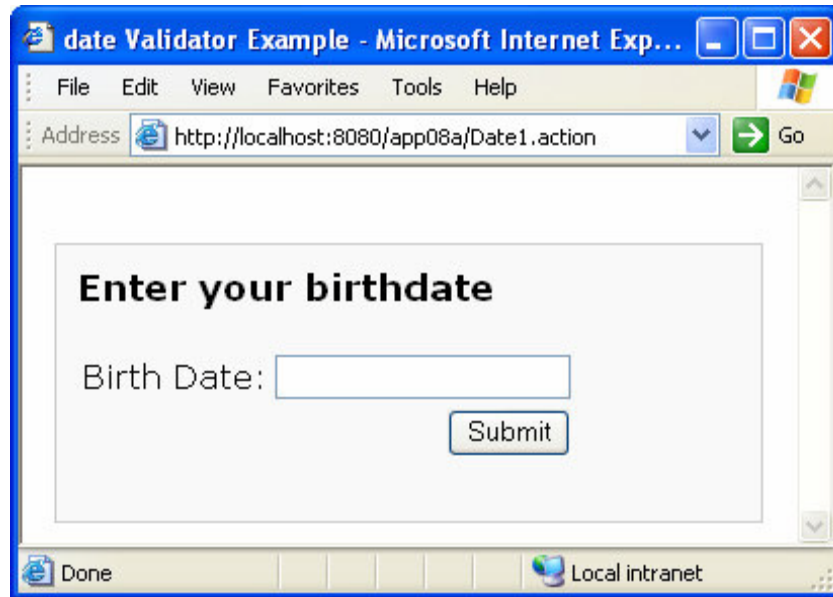 date Validator Example - Microsoft Internet Exp...
File Edit View Favorites Tools Help
Address http://localhost:8080/app08a/Date1.action Go
Enter your birthdate
Birth Date:
Submit
Done Local intranet